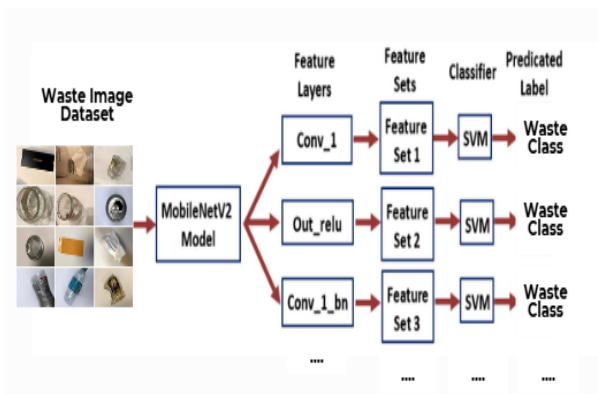 Waste Image
Dataset
MobileNetV2
Model
Feature
Layers
Feature
Sets
Classifier
Predicated
Label
Conv_1
Feature
Set 1
SVM
Waste
Class
Out_relu
Feature
Set 2
SVM
Waste
Class
Conv_1_bn
Feature
Set 3
SVM
Waste
Class
....
....
....
....